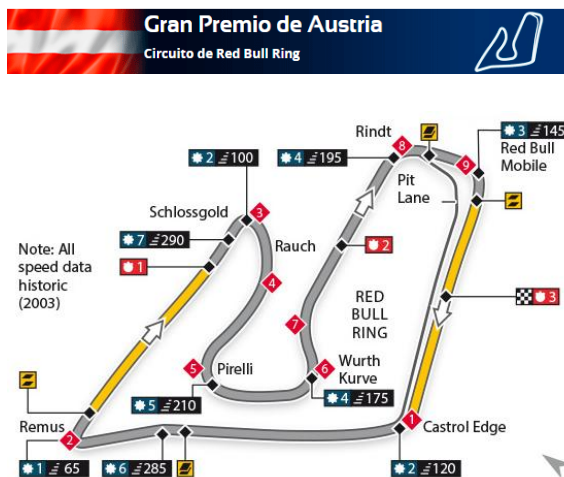 Gran Premio de Austria
Circuito de Red Bull Ring
Rindt
8
3 145
2 100
4 195
9
Red Bull
Mobile
Pit
Lane
Schlossgold
3
7 290
Rauch
2
Note: All
speed data
historic
(2003)
1
4
RED
BULL
RING
3
7
5
Pirelli
6
Wurth
Kurve
5 210
4 175
Remus
2
1
Castrol Edge
1 65
6 285
2 120